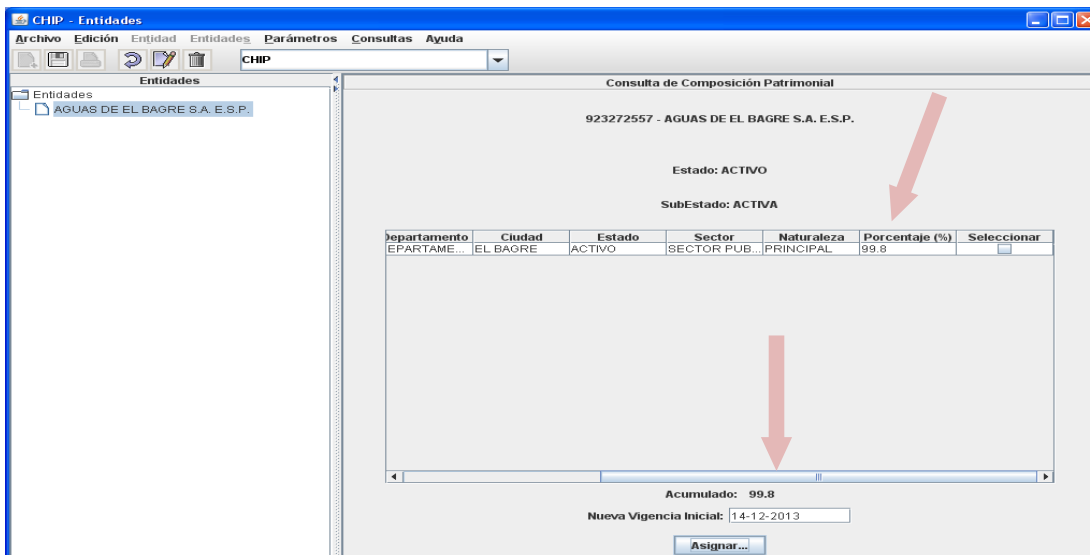 CHIP - Entidades
Archivo Edición Entidad Entidades Parámetros Consultas Ayuda
CHIP
Entidades
Entidades
AGUAS DE EL BAGRE S.A. E.S.P.
Consulta de Composición Patrimonial
923272557 - AGUAS DE EL BAGRE S.A. E.S.P.
Estado: ACTIVO
SubEstado: ACTIVA
Departamento Ciudad Estado Sector Naturaleza Porcentaje (%) Seleccionar
EPARTAME... EL BAGRE ACTIVO SECTOR PUB... PRINCIPAL 99.8
Acumulado: 99.8
Nueva Vigencia Inicial: 14-12-2013
Asignar...